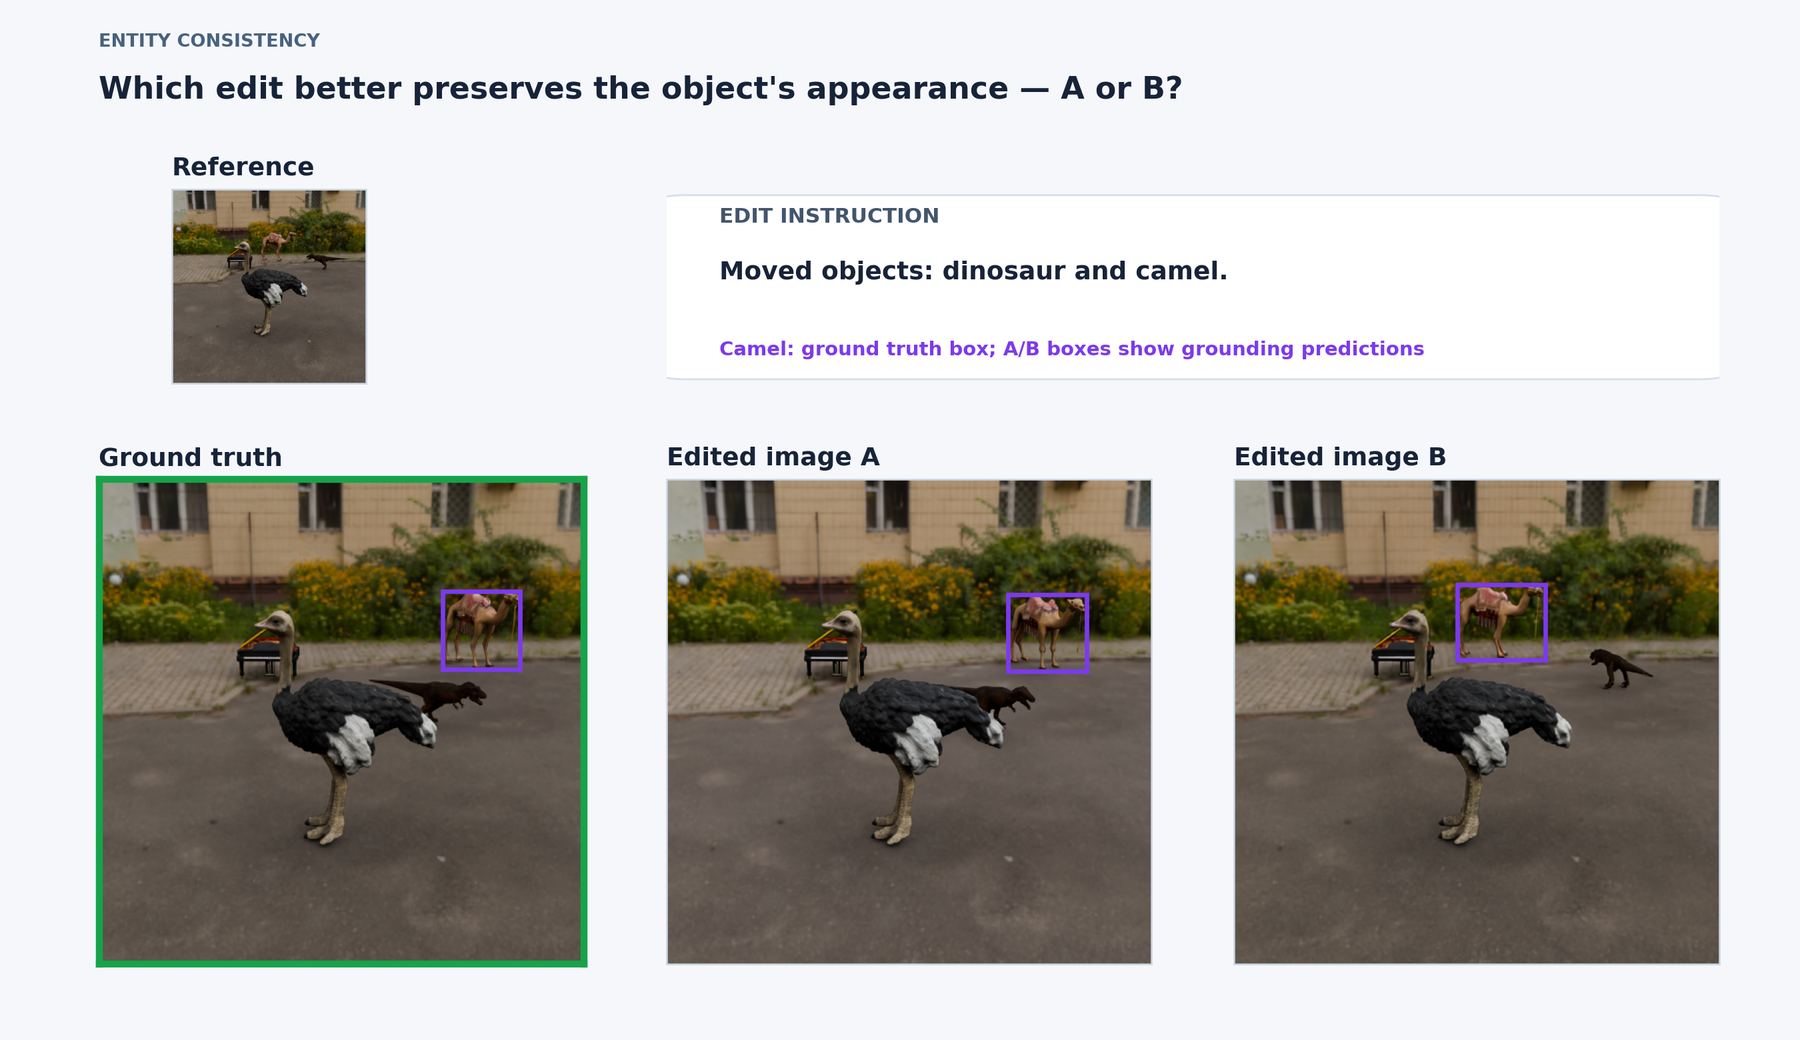 ENTITY CONSISTENCY
Which edit better preserves the object's appearance — A or B?
Reference
EDIT INSTRUCTION
Moved objects: dinosaur and camel.
Camel: ground truth box; A/B boxes show grounding predictions
Ground truth
Edited image A
Edited image B